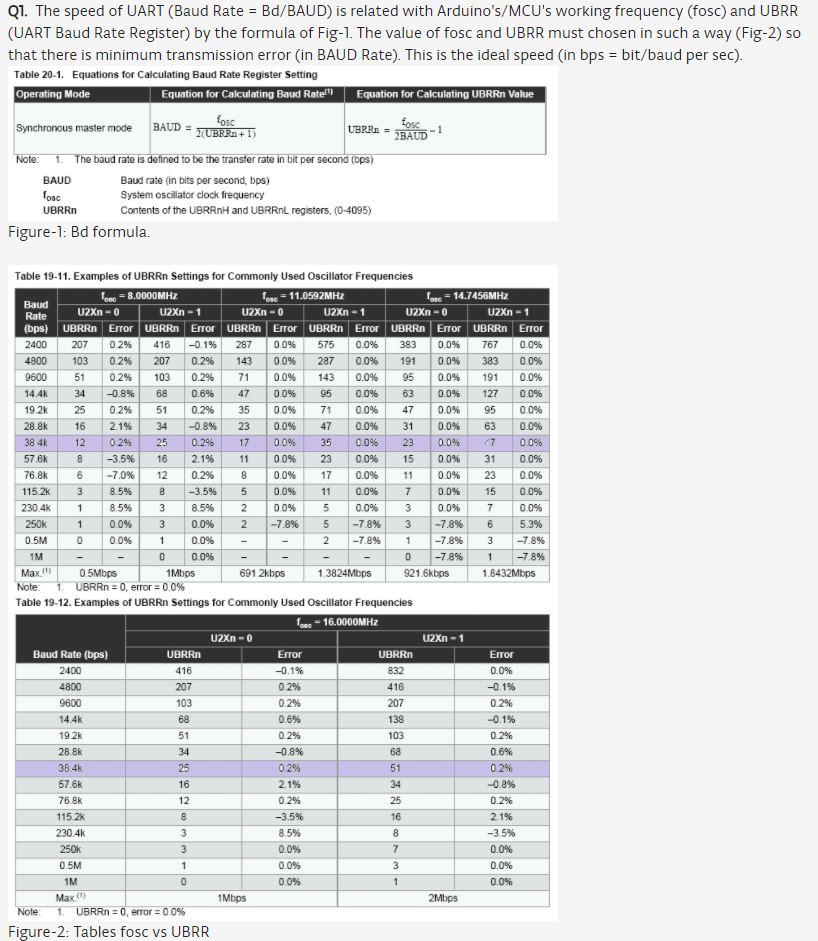 Q1. The speed of UART (Baud Rate = Bd/BAUD) is related with Arduino's/MCU's working frequency (fosc) and UBRR
(UART Baud Rate Register) by the formula of Fig-1. The value of fosc and UBRR must chosen in such a way (Fig-2) so
that there is minimum transmission error (in BAUD Rate). This is the ideal speed (in bps = bit/baud per sec).
Table 20-1. Equations for Calculating Baud Rate Register Setting
Operating Mode Equation for Calculating Baud Rate(1) Equation for Calculating UBRRn Value
Synchronous master mode BAUD = fosc / 2(UBRRn + 1) UBRRn = fosc / 2BAUD – 1
Note: 1. The baud rate is defined to be the transfer rate in bit per second (bps)
BAUD Baud rate (in bits per second, bps)
fosc System oscillator clock frequency
UBRRn Contents of the UBRRnH and UBRRnL registers, (0-4095)
Figure-1: Bd formula.
Table 19-11. Examples of UBRRn Settings for Commonly Used Oscillator Frequencies
Baud Rate (bps) fosc = 8.0000MHz fosc = 11.0592MHz fosc = 14.7456MHz
U2Xn = 0 U2Xn = 1 U2Xn = 0 U2Xn = 1 U2Xn = 0 U2Xn = 1
UBRRn Error UBRRn Error UBRRn Error UBRRn Error UBRRn Error UBRRn Error
2400 207 0.2% 416 –0.1% 287 0.0% 575 0.0% 383 0.0% 767 0.0%
4800 103 0.2% 207 0.2% 143 0.0% 287 0.0% 191 0.0% 383 0.0%
9600 51 0.2% 103 0.2% 71 0.0% 143 0.0% 95 0.0% 191 0.0%
14.4k 34 –0.8% 68 0.6% 47 0.0% 95 0.0% 63 0.0% 127 0.0%
19.2k 25 0.2% 51 0.2% 35 0.0% 71 0.0% 47 0.0% 95 0.0%
28.8k 16 2.1% 34 –0.8% 23 0.0% 47 0.0% 31 0.0% 63 0.0%
38.4k 12 0.2% 25 0.2% 17 0.0% 35 0.0% 23 0.0% 0.0%
57.6k 8 –3.5% 16 2.1% 11 0.0% 23 0.0% 15 0.0% 31 0.0%
76.8k 6 –7.0% 12 0.2% 8 0.0% 17 0.0% 11 0.0% 23 0.0%
115.2k 3 8.5% 8 –3.5% 5 0.0% 11 0.0% 7 0.0% 15 0.0%
230.4k 1 8.5% 3 8.5% 2 0.0% 5 0.0% 3 0.0% 7 0.0%
250k 1 0.0% 3 0.0% 2 –7.8% 5 –7.8% 3 –7.8% 6 5.3%
0.5M 0 0.0% 1 0.0% – – 2 –7.8% 1 –7.8% 3 –7.8%
1M – – 0 0.0% – – – – 0 –7.8% 1 –7.8%
Max.(1) 0.5Mbps 1Mbps 691.2kbps 1.3824Mbps 921.6kbps 1.8432Mbps
Note: 1. UBRRn = 0, error = 0.0%
Table 19-12. Examples of UBRRn Settings for Commonly Used Oscillator Frequencies
fosc = 16.0000MHz
U2Xn = 0 U2Xn = 1
Baud Rate (bps) UBRRn Error UBRRn Error
2400 416 –0.1% 832 0.0%
4800 207 0.2% 416 –0.1%
9600 103 0.2% 207 0.2%
14.4k 68 0.6% 138 –0.1%
19.2k 51 0.2% 103 0.2%
28.8k 34 –0.8% 68 0.6%
38.4k 25 0.2% 51 0.2%
57.6k 16 2.1% 34 –0.8%
76.8k 12 0.2% 25 0.2%
115.2k 8 –3.5% 16 2.1%
230.4k 3 8.5% 8 –3.5%
250k 3 0.0% 7 0.0%
0.5M 1 0.0% 3 0.0%
1M 0 0.0% 1 0.0%
Max.(1) 1Mbps 2Mbps
Note: 1. UBRRn = 0, error = 0.0%
Figure-2: Tables fosc vs UBRR